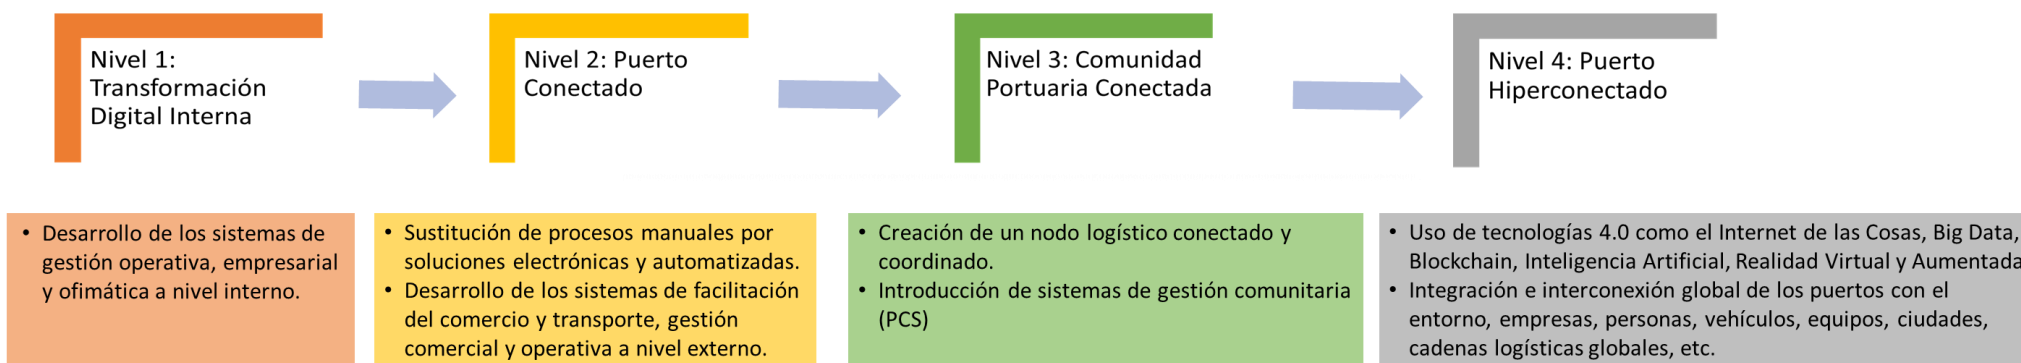 Nivel 1:
Transformación
Digital Interna
Nivel 2: Puerto
Conectado
Nivel 3: Comunidad
Portuaria Conectada
Nivel 4: Puerto
Hiperconectado
• Desarrollo de los sistemas de
gestión operativa, empresarial
y ofimática a nivel interno.
• Sustitución de procesos manuales por
soluciones electrónicas y automatizadas.
• Desarrollo de los sistemas de facilitación
del comercio y transporte, gestión
comercial y operativa a nivel externo.
• Creación de un nodo logístico conectado y
coordinado.
• Introducción de sistemas de gestión comunitaria
(PCS)
• Uso de tecnologías 4.0 como el Internet de las Cosas, Big Data,
Blockchain, Inteligencia Artificial, Realidad Virtual y Aumentada
• Integración e interconexión global de los puertos con el
entorno, empresas, personas, vehículos, equipos, ciudades,
cadenas logísticas globales, etc.